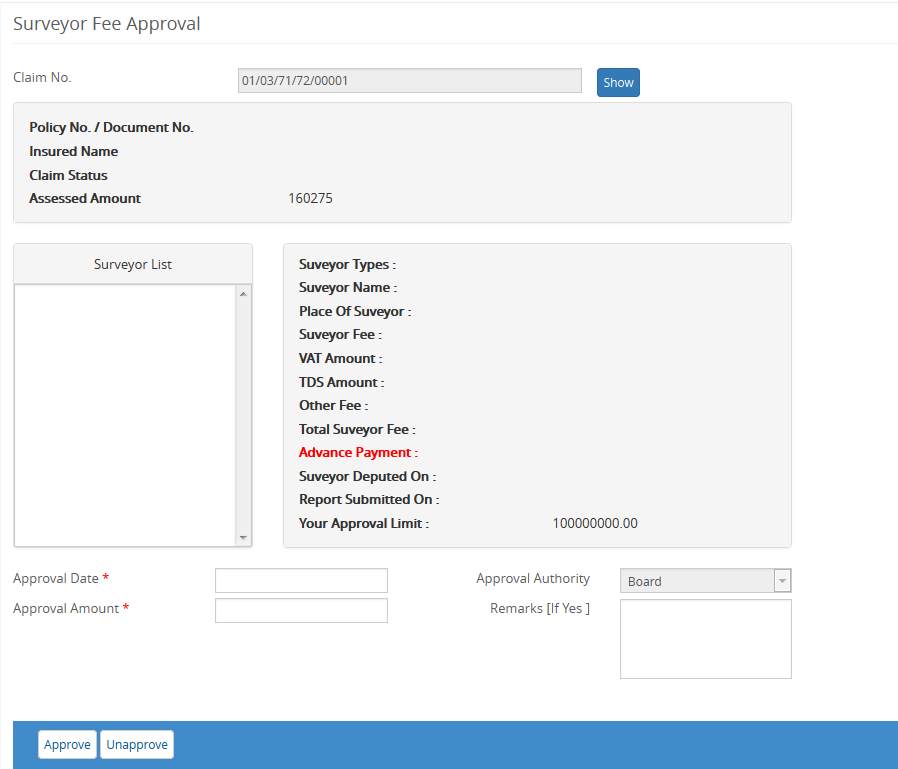 Surveyor Fee Approval
Claim No. 01/03/71/72/00001 Show
Policy No. / Document No.
Insured Name
Claim Status
Assessed Amount 160275
Surveyor List
Suveyor Types :
Suveyor Name :
Place Of Suveyor :
Suveyor Fee :
VAT Amount :
TDS Amount :
Other Fee :
Total Suveyor Fee :
Advance Payment :
Suveyor Deputed On :
Report Submitted On :
Your Approval Limit : 100000000.00
Approval Date * Approval Authority Board
Approval Amount * Remarks [If Yes ]
Approve Unapprove